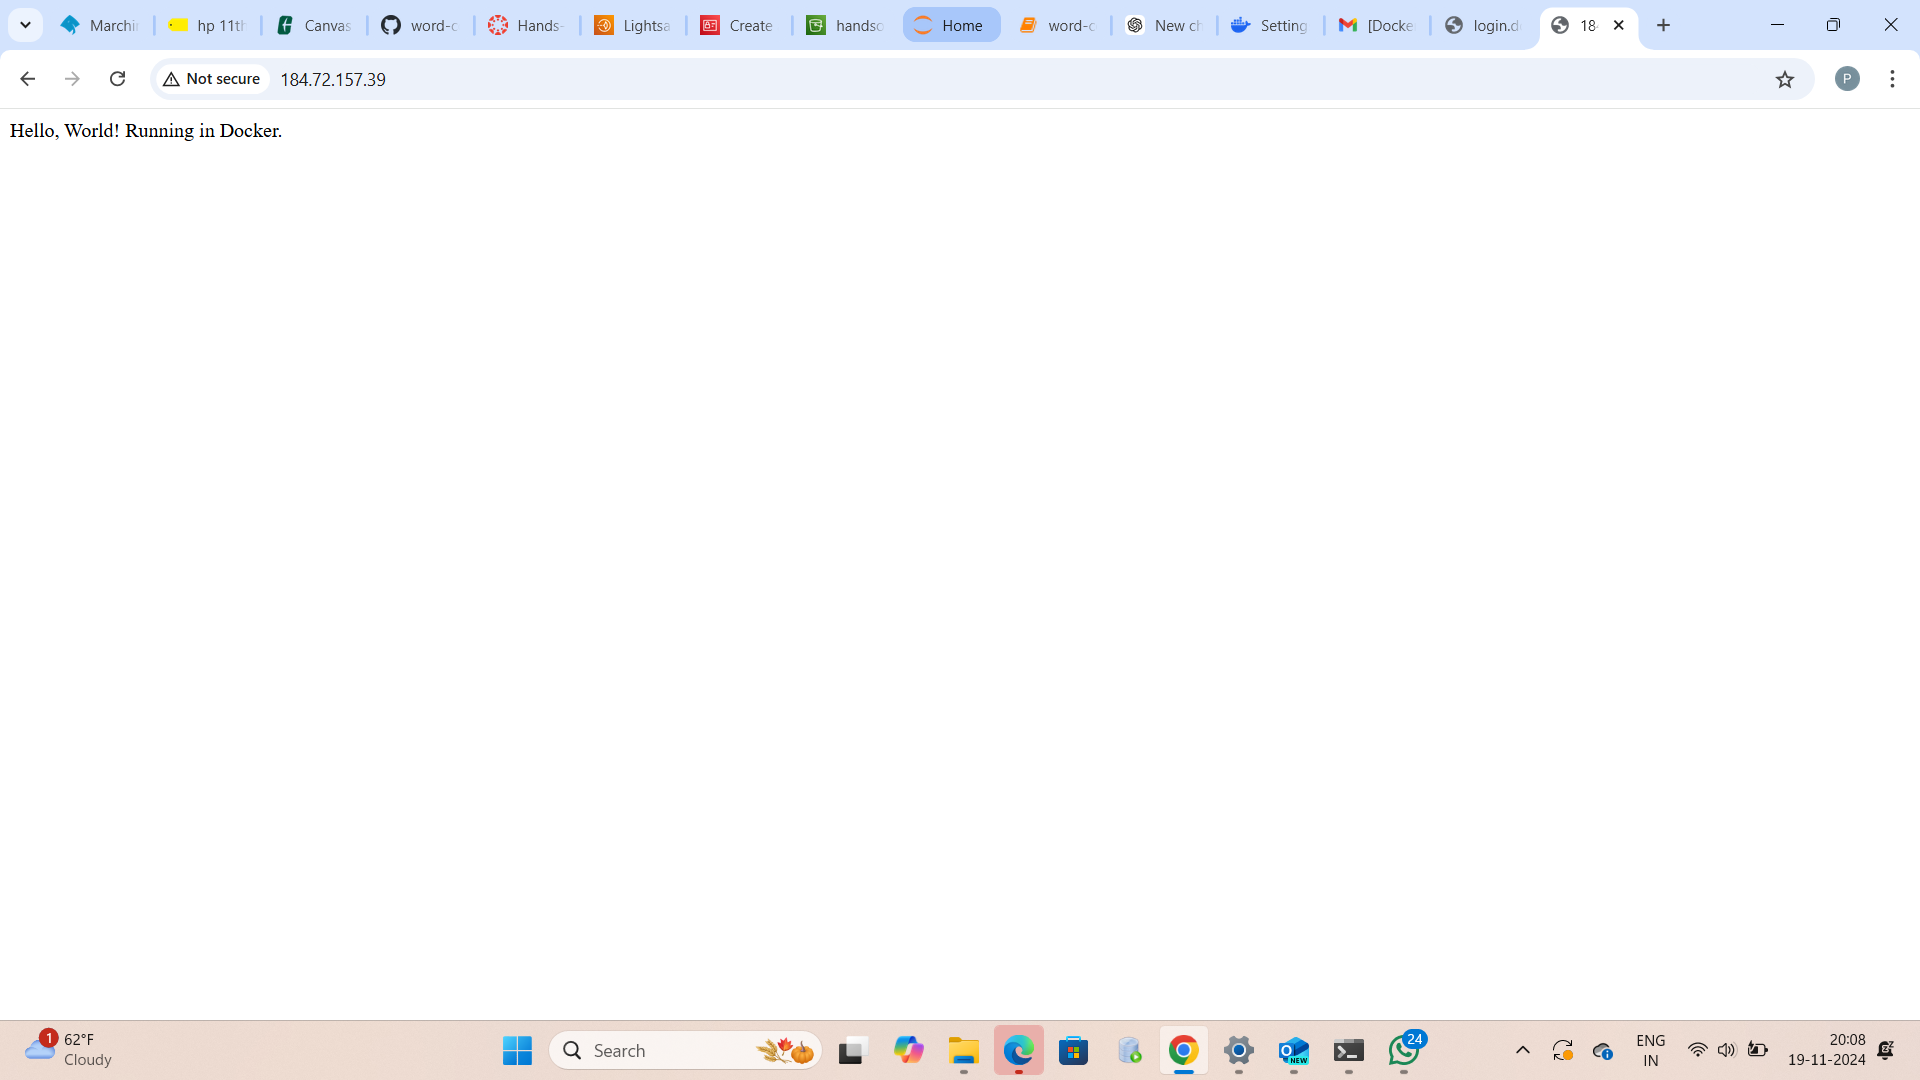 Marchin
hp 11th
Canvas
word-c
Hands-
Lightsa
Create
handso
Home
word-c
New ch
Setting
[Docke
login.d
18
Not secure
184.72.157.39
P
Hello, World! Running in Docker.
1
62°F
Cloudy
Search
NEW
24
ENG
IN
20:08
19-11-2024